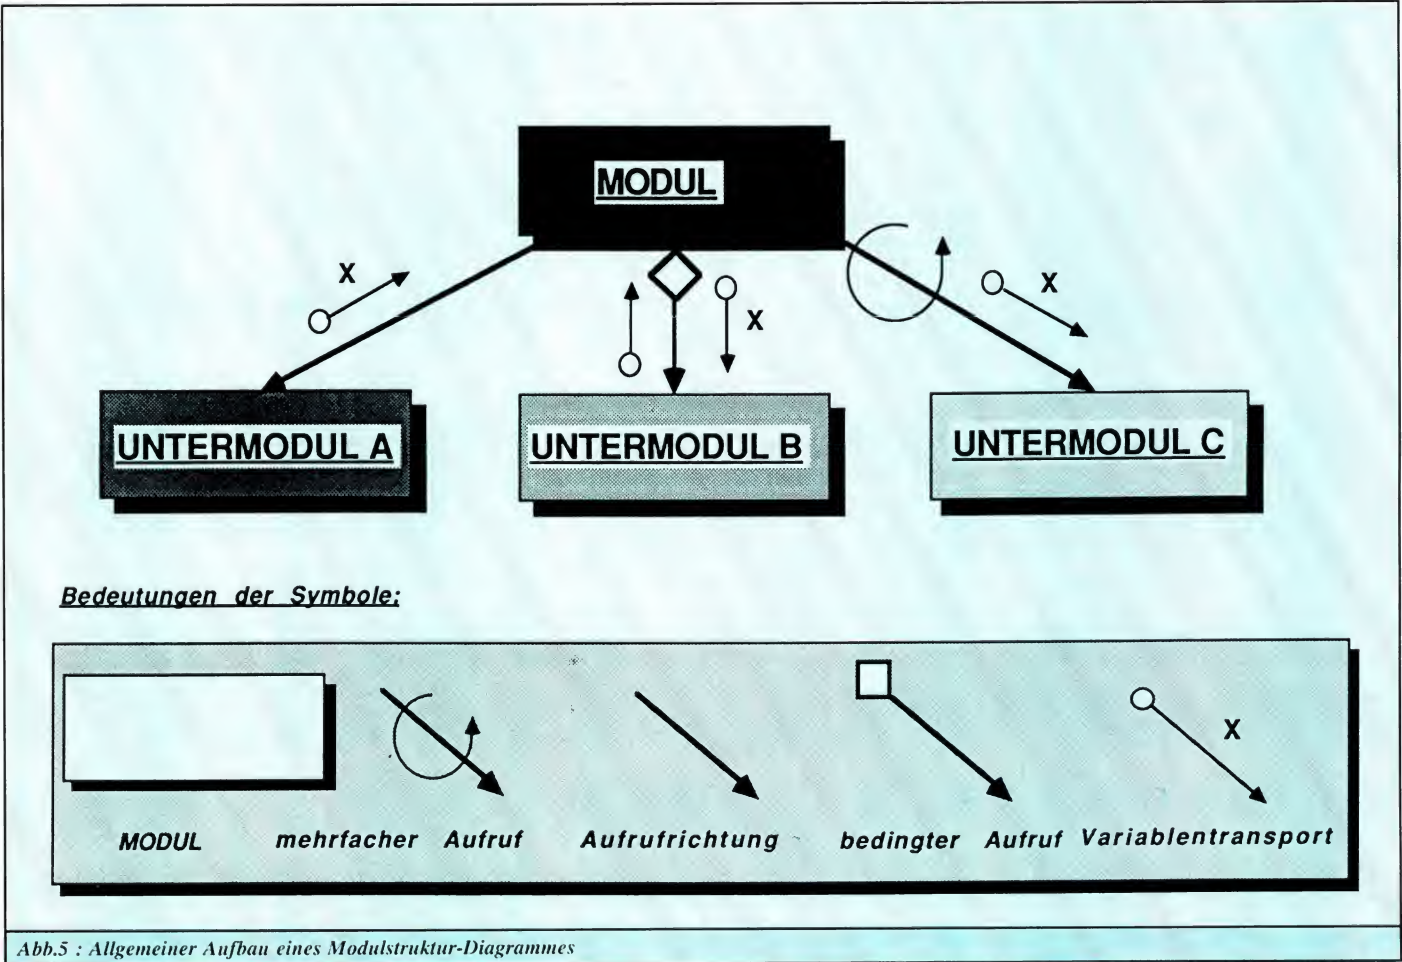 MODUL
X
X
X
UNTERMODUL A
UNTERMODUL B
UNTERMODUL C
Bedeutungen der Symbole:
X
MODUL
mehrfacher Aufruf
Aufrufrichtung
bedingter Aufruf
Variablentransport
Abb.5 : Allgemeiner Aufbau eines Modulstruktur-Diagrammes